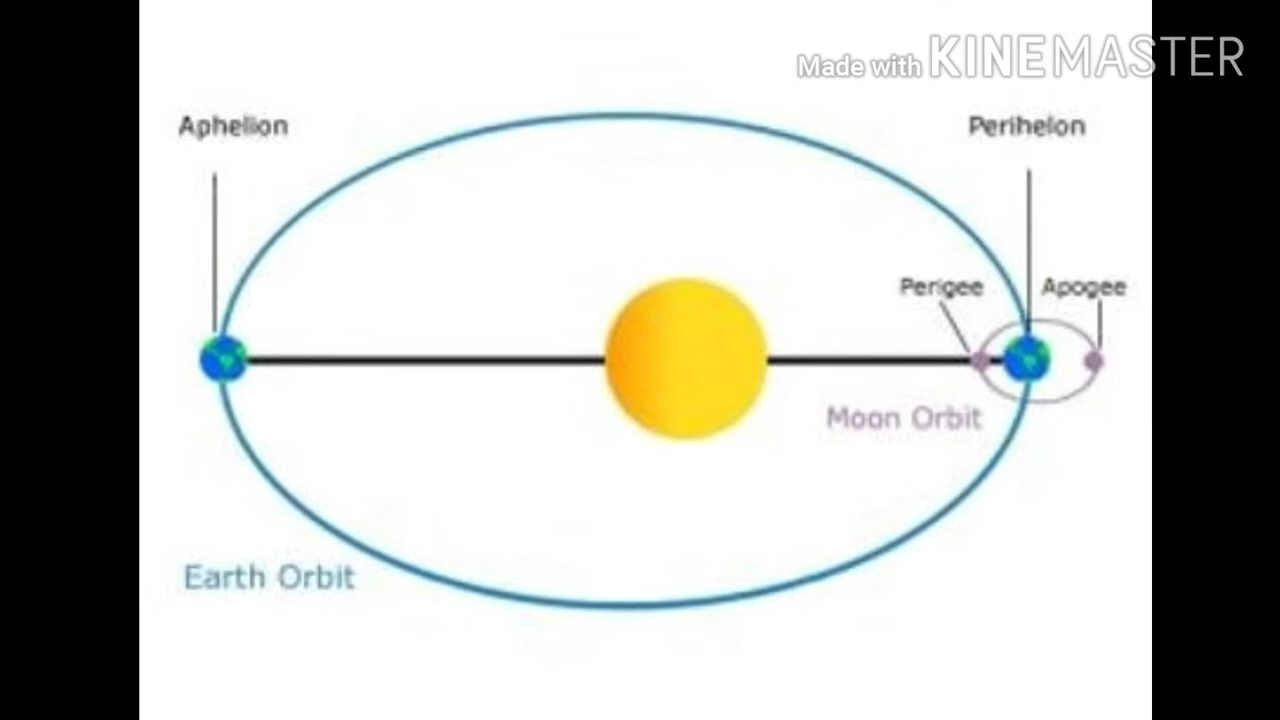 Made with KINEMASTER
Aphelion
Perihelon
Perigee
Apogee
Moon Orbit
Earth Orbit